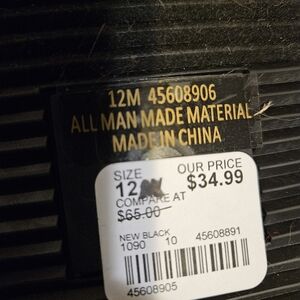 12M 45608906
ALL MAN MADE MATERIAL
MADE IN CHINA
SIZE OUR PRICE
12 $34.99
COMPARE AT
$65.00
NEW BLACK
1090 10 45608891
45608905